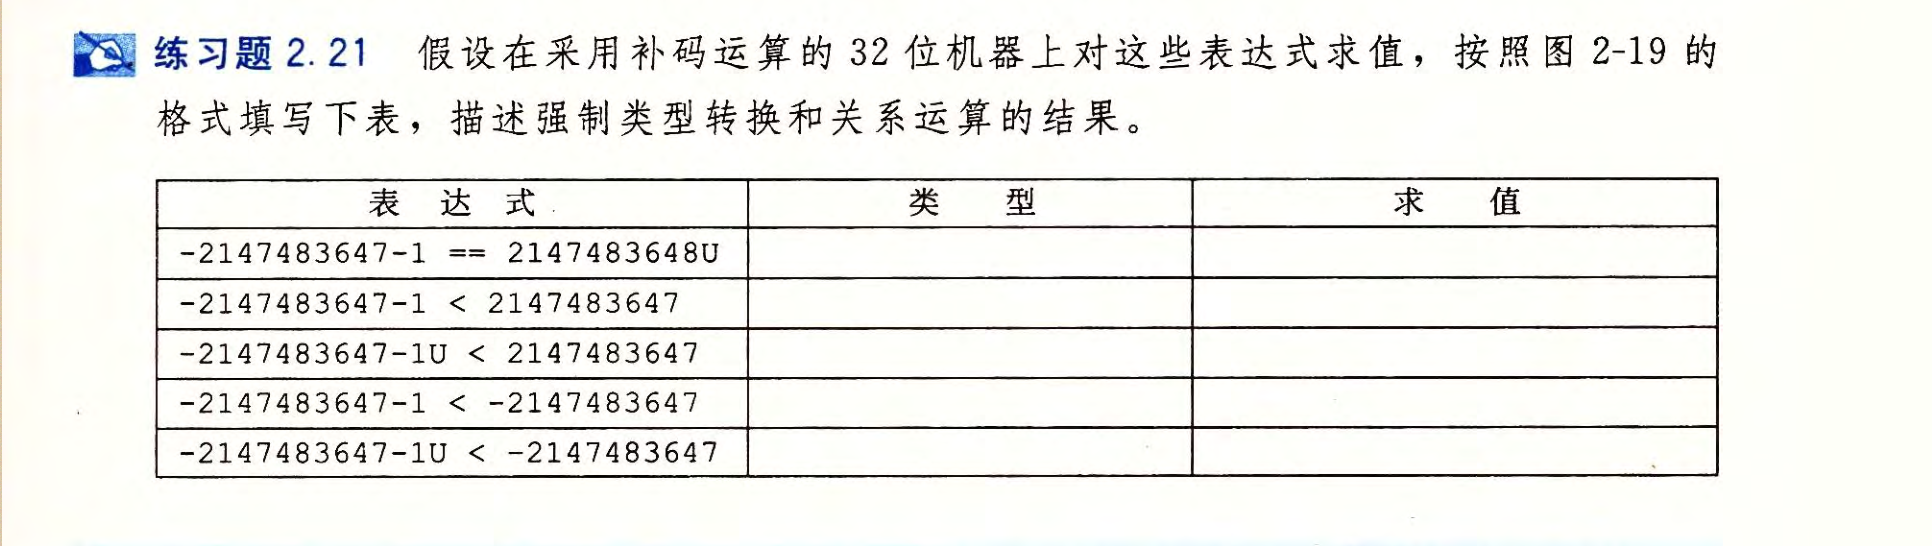 练习题 2.21 假设在采用补码运算的 32 位机器上对这些表达式求值，按照图 2-19 的
格式填写下表，描述强制类型转换和关系运算的结果。
表 达 式 类 型 求 值
-2147483647-1 == 2147483648U
-2147483647-1 < 2147483647
-2147483647-1U < 2147483647
-2147483647-1 < -2147483647
-2147483647-1U < -2147483647